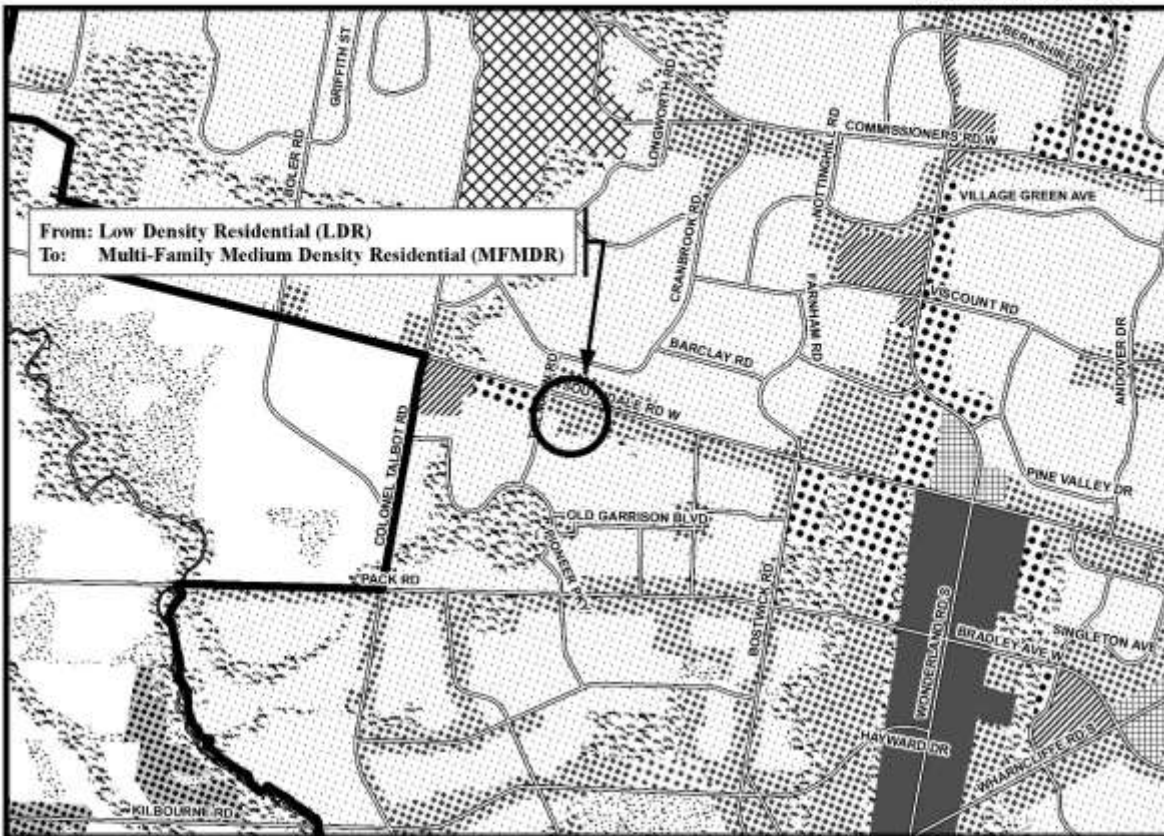 BERKSHIRE DR
GRIFFITH ST
LONGWORTH RD
COMMISSIONERS RD W
NOTTINGHILL RD
BOLER RD
VILLAGE GREEN AVE
CRANBROOK RD
From: Low Density Residential (LDR)
To: Multi-Family Medium Density Residential (MFMDR)
FARNHAM RD
VISCOUNT RD
ANDOVER DR
BARCLAY RD
RD
RD W
COLONEL TALBOT RD
PINE VALLEY DR
OLD GARRISON BLVD
PACK RD
BOSTWICK RD
WONDERLAND RD S
BRADLEY AVE W
SINGLETON AVE
HAYWARD DR
WHARNCLIFFE RD S
KILBOURNE RD